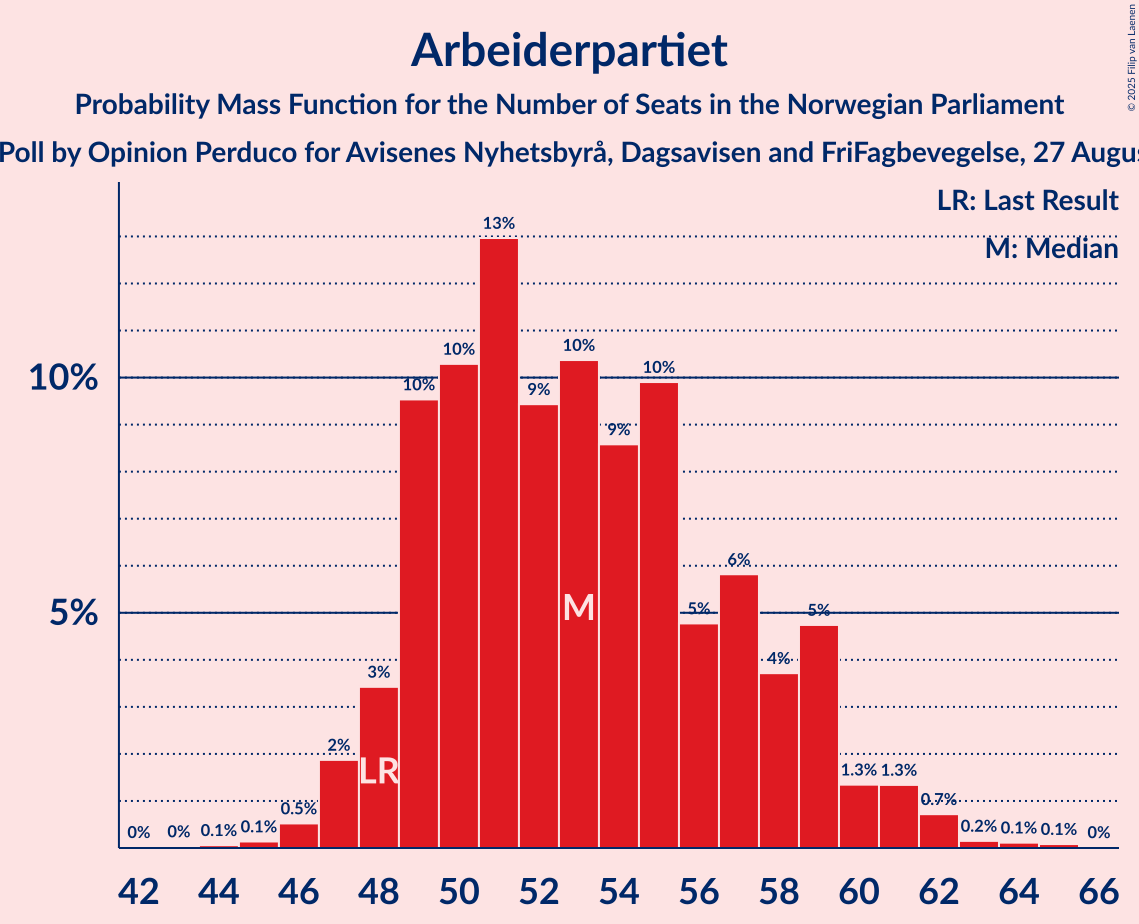 Arbeiderpartiet
Probability Mass Function for the Number of Seats in the Norwegian Parliament
Poll by Opinion Perduco for Avisenes Nyhetsbyrå, Dagsavisen and FriFagbevegelse, 27 Augus
© 2025 Filip van Laenen
LR: Last Result
M: Median
13%
10% 10% 10% 9% 10% 9% 10%
10%
5% 6% 4% 5%
5%
M
3%
LR
2%
0% 0% 0.1% 0.1% 0.5% 1.3% 1.3% 0.7% 0.2% 0.1% 0.1% 0%
42 44 46 48 50 52 54 56 58 60 62 64 66